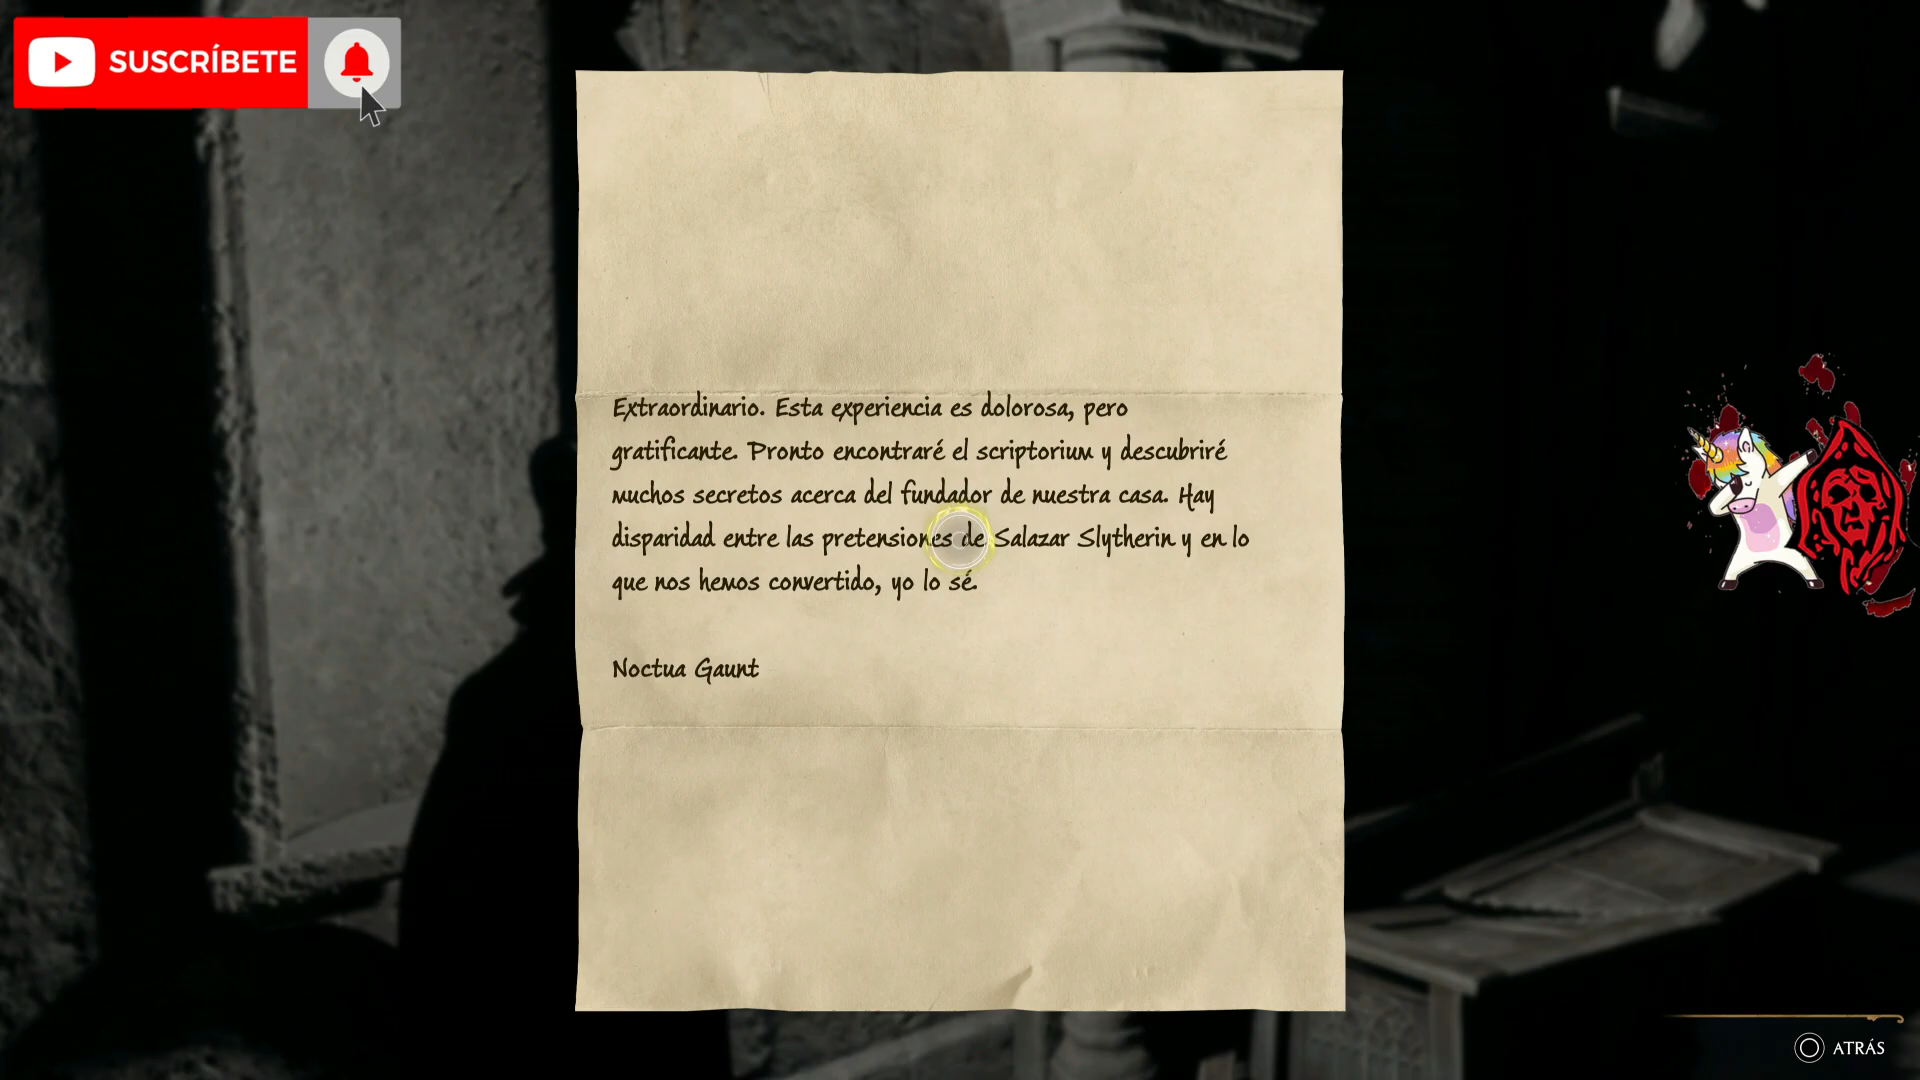 SUSCRÍBETE
Extraordinario. Esta experiencia es dolorosa, pero
gratificante. Pronto encontraré el scriptorium y descubriré
muchos secretos acerca del fundador de nuestra casa. Hay
disparidad entre las pretensiones de Salazar Slytherin y en lo
que nos hemos convertido, yo lo sé.
Noctua Gaunt
ATRÁS